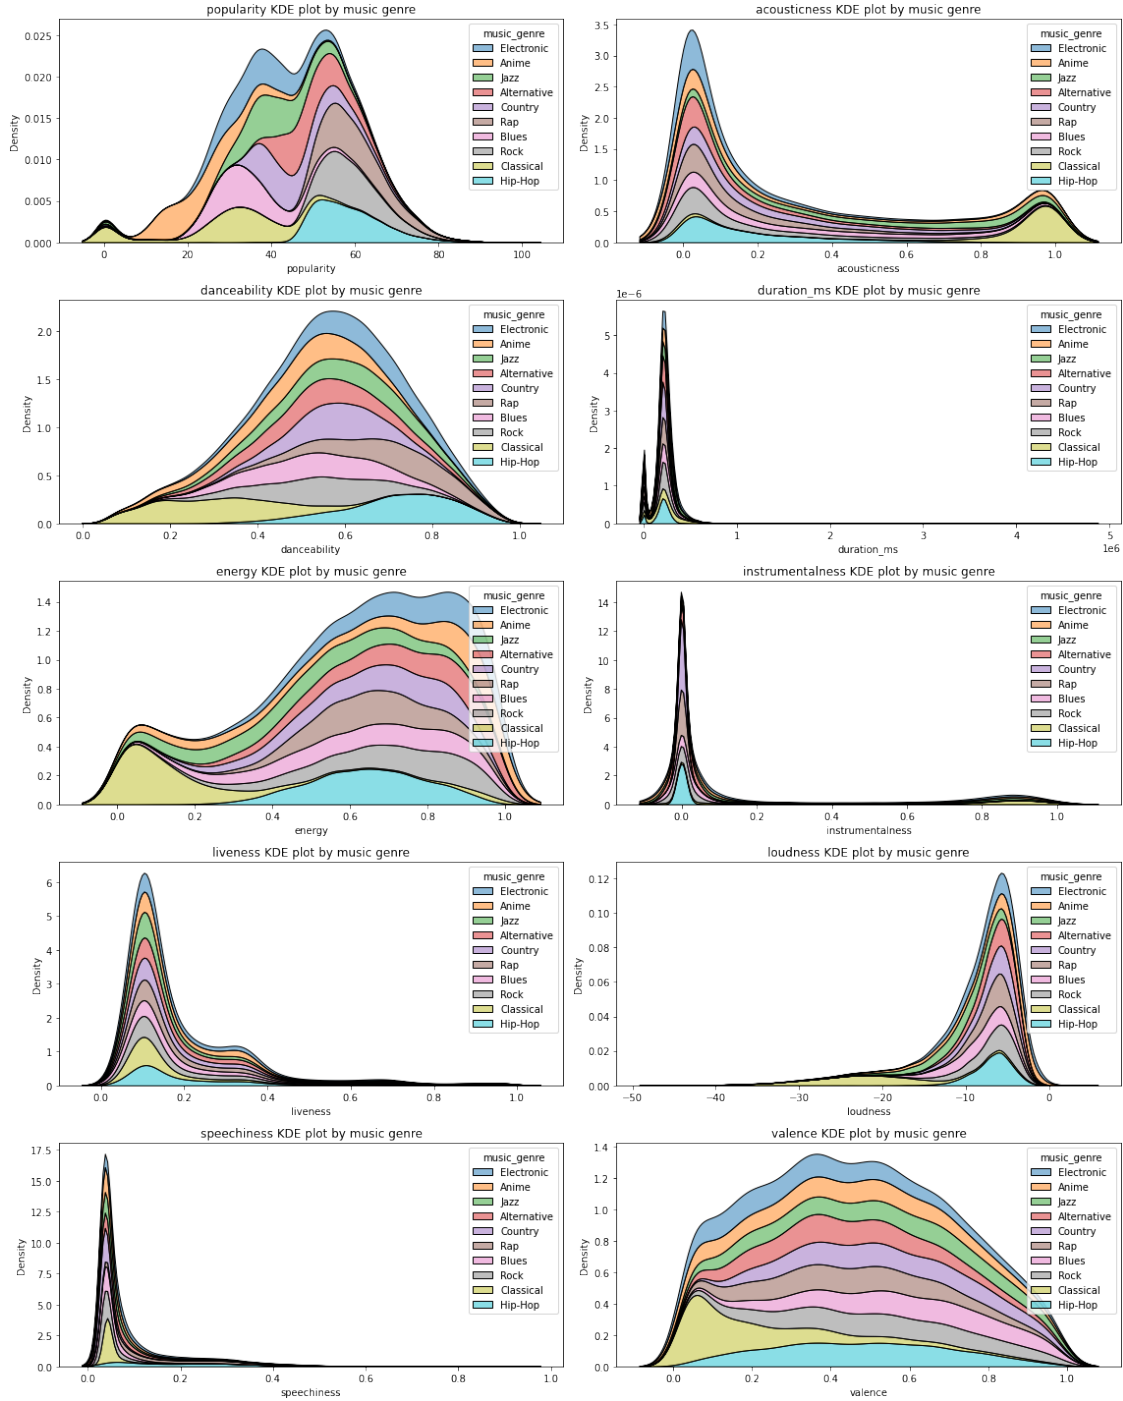 popularity KDE plot by music genre
Density
0.025
0.020
0.015
0.010
0.005
0.000
0
20
40
60
80
100
popularity
music_genre
Electronic
Anime
Jazz
Alternative
Country
Rap
Blues
Rock
Classical
Hip-Hop
acousticness KDE plot by music genre
Density
3.5
3.0
2.5
2.0
1.5
1.0
0.5
0.0
0.0
0.2
0.4
0.6
0.8
1.0
acousticness
music_genre
Electronic
Anime
Jazz
Alternative
Country
Rap
Blues
Rock
Classical
Hip-Hop
danceability KDE plot by music genre
Density
2.0
1.5
1.0
0.5
0.0
0.0
0.2
0.4
0.6
0.8
1.0
danceability
music_genre
Electronic
Anime
Jazz
Alternative
Country
Rap
Blues
Rock
Classical
Hip-Hop
duration_ms KDE plot by music genre
1e−6
Density
5
4
3
2
1
0
0
1
2
3
4
5
1e6
duration_ms
music_genre
Electronic
Anime
Jazz
Alternative
Country
Rap
Blues
Rock
Classical
Hip-Hop
energy KDE plot by music genre
Density
1.4
1.2
1.0
0.8
0.6
0.4
0.2
0.0
0.0
0.2
0.4
0.6
0.8
1.0
energy
music_genre
Electronic
Anime
Jazz
Alternative
Country
Rap
Blues
Rock
Classical
Hip-Hop
instrumentalness KDE plot by music genre
Density
14
12
10
8
6
4
2
0
0.0
0.2
0.4
0.6
0.8
1.0
instrumentalness
music_genre
Electronic
Anime
Jazz
Alternative
Country
Rap
Blues
Rock
Classical
Hip-Hop
liveness KDE plot by music genre
Density
6
5
4
3
2
1
0
0.0
0.2
0.4
0.6
0.8
1.0
liveness
music_genre
Electronic
Anime
Jazz
Alternative
Country
Rap
Blues
Rock
Classical
Hip-Hop
loudness KDE plot by music genre
Density
0.12
0.10
0.08
0.06
0.04
0.02
0.00
−50
−40
−30
−20
−10
0
loudness
music_genre
Electronic
Anime
Jazz
Alternative
Country
Rap
Blues
Rock
Classical
Hip-Hop
speechiness KDE plot by music genre
Density
17.5
15.0
12.5
10.0
7.5
5.0
2.5
0.0
0.0
0.2
0.4
0.6
0.8
1.0
speechiness
music_genre
Electronic
Anime
Jazz
Alternative
Country
Rap
Blues
Rock
Classical
Hip-Hop
valence KDE plot by music genre
Density
1.4
1.2
1.0
0.8
0.6
0.4
0.2
0.0
0.0
0.2
0.4
0.6
0.8
1.0
valence
music_genre
Electronic
Anime
Jazz
Alternative
Country
Rap
Blues
Rock
Classical
Hip-Hop